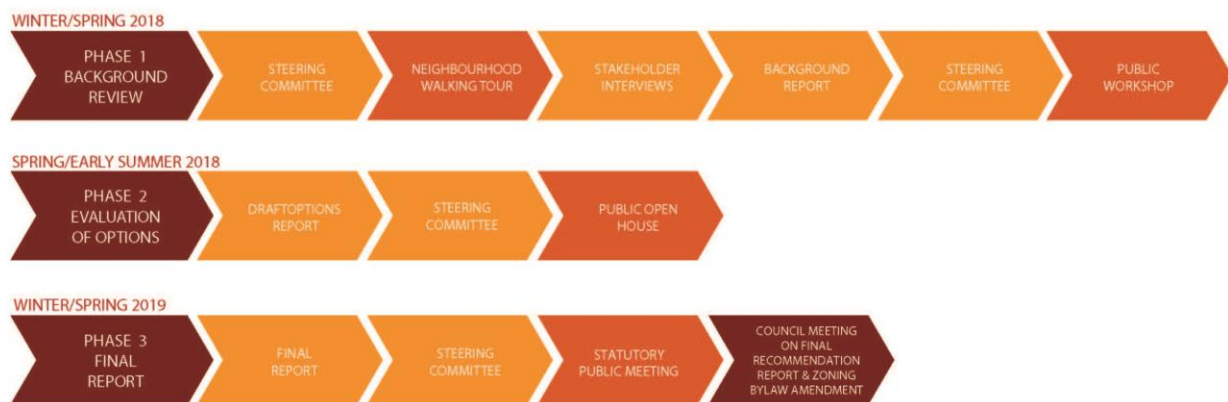 WINTER/SPRING 2018
PHASE 1
BACKGROUND
REVIEW
STEERING
COMMITTEE
NEIGHBOURHOOD
WALKING TOUR
STAKEHOLDER
INTERVIEWS
BACKGROUND
REPORT
STEERING
COMMITTEE
PUBLIC
WORKSHOP
SPRING/EARLY SUMMER 2018
PHASE 2
EVALUATION
OF OPTIONS
DRAFTOPTIONS
REPORT
STEERING
COMMITTEE
PUBLIC OPEN
HOUSE
WINTER/SPRING 2019
PHASE 3
FINAL
REPORT
FINAL
REPORT
STEERING
COMMITTEE
STATUTORY
PUBLIC MEETING
COUNCIL MEETING
ON FINAL
RECOMMENDATION
REPORT & ZONING
BYLAW AMENDMENT